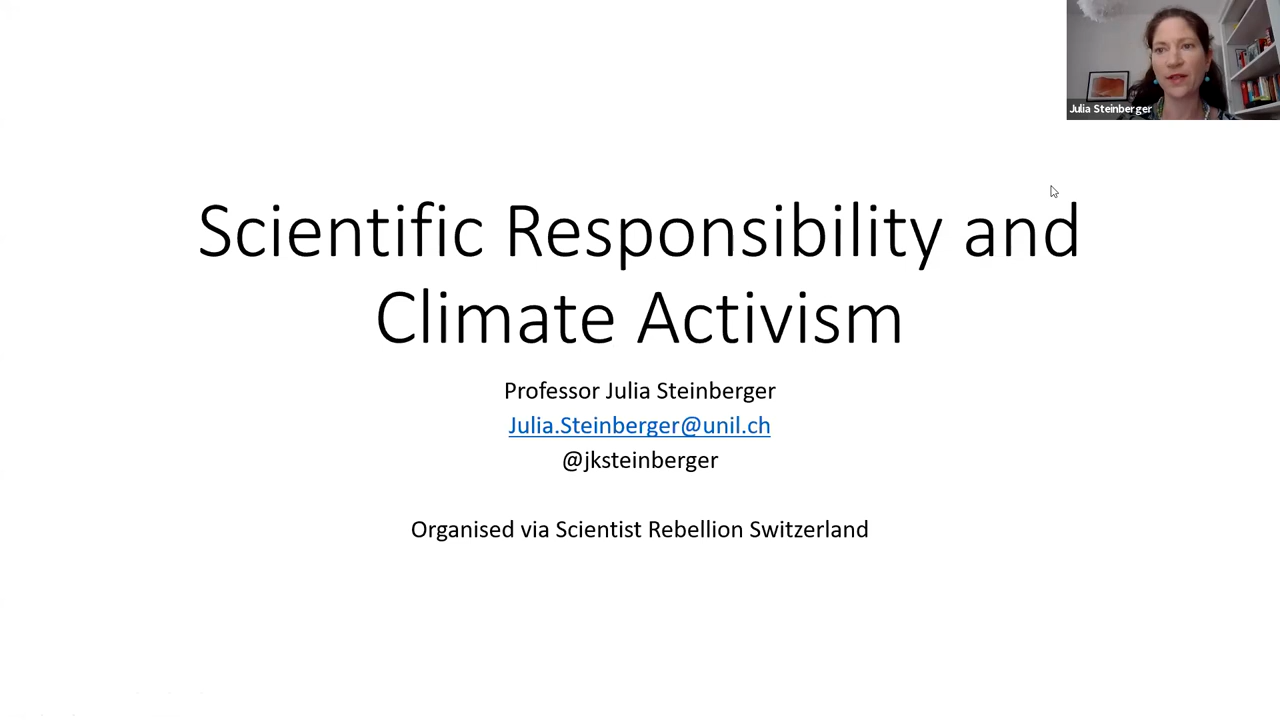 Julia Steinberger
Scientific Responsibility and
Climate Activism
Professor Julia Steinberger
Julia.Steinberger@unil.ch
@jksteinberger
Organised via Scientist Rebellion Switzerland